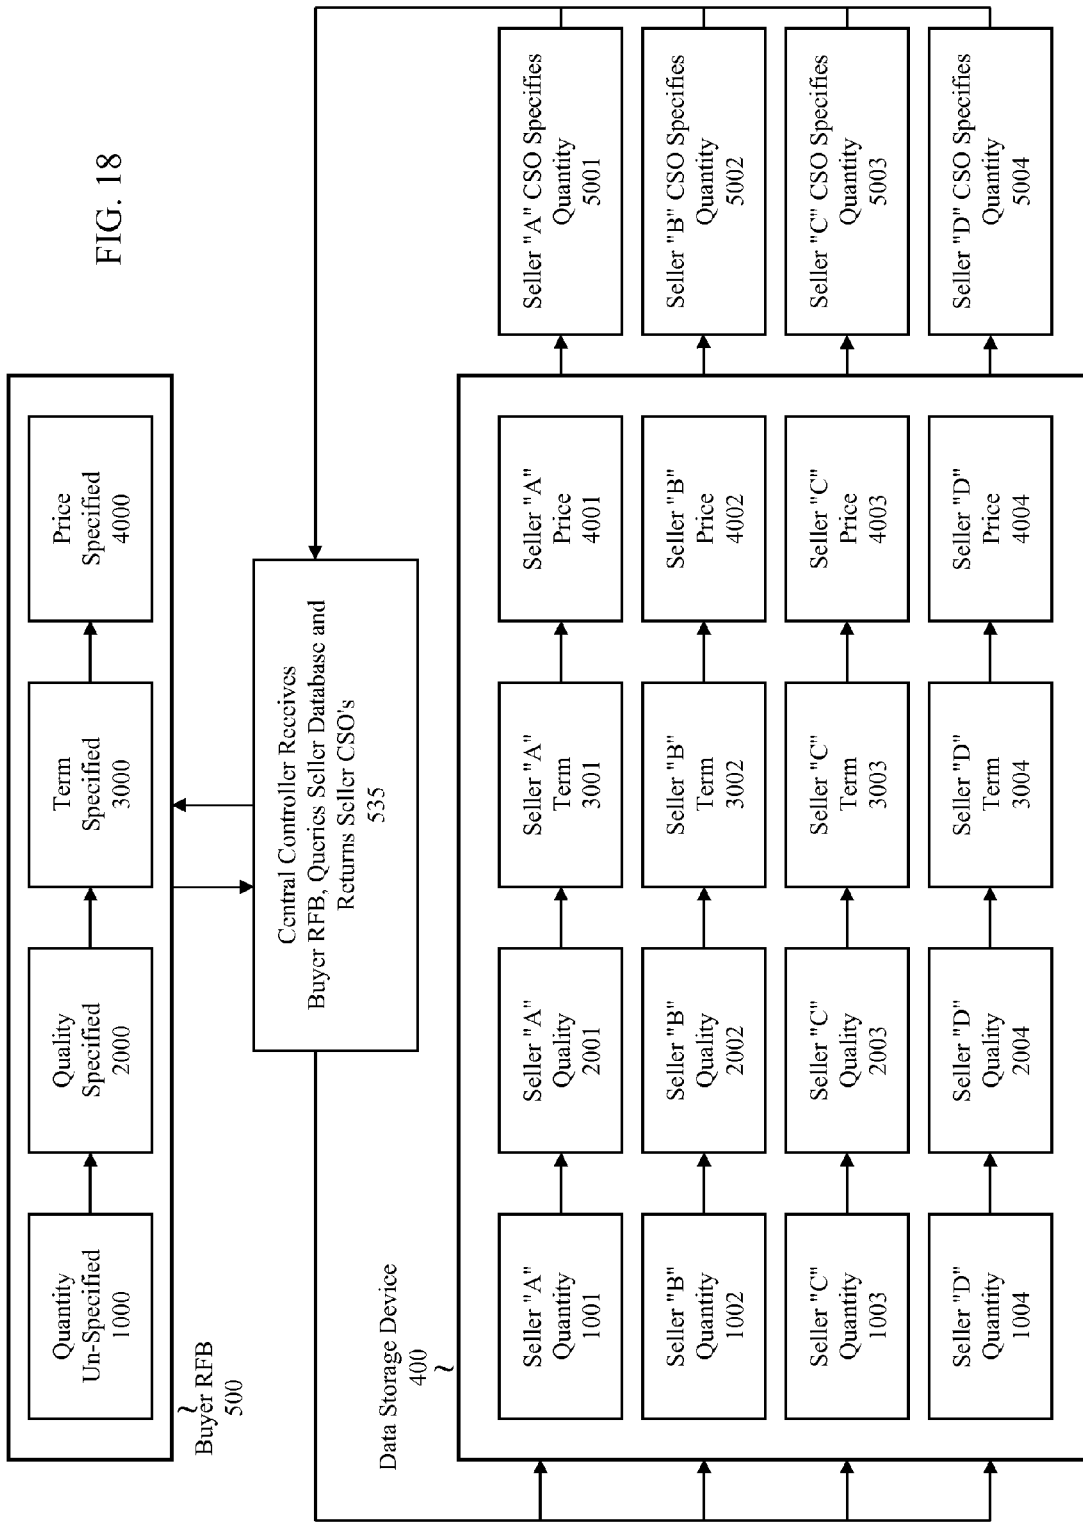 FIG. 18
Quantity
Un-Specified
1000
Quality
Specified
2000
Term
Specified
3000
Price
Specified
4000
Buyer RFB
500
Central Controller Receives
Buyer RFB, Queries Seller Database and
Returns Seller CSO's
535
Data Storage Device
400
Seller "A"
Quantity
1001
Seller "A"
Quality
2001
Seller "A"
Term
3001
Seller "A"
Price
4001
Seller "A" CSO Specifies
Quantity
5001
Seller "B"
Quantity
1002
Seller "B"
Quality
2002
Seller "B"
Term
3002
Seller "B"
Price
4002
Seller "B" CSO Specifies
Quantity
5002
Seller "C"
Quantity
1003
Seller "C"
Quality
2003
Seller "C"
Term
3003
Seller "C"
Price
4003
Seller "C" CSO Specifies
Quantity
5003
Seller "D"
Quantity
1004
Seller "D"
Quality
2004
Seller "D"
Term
3004
Seller "D"
Price
4004
Seller "D" CSO Specifies
Quantity
5004